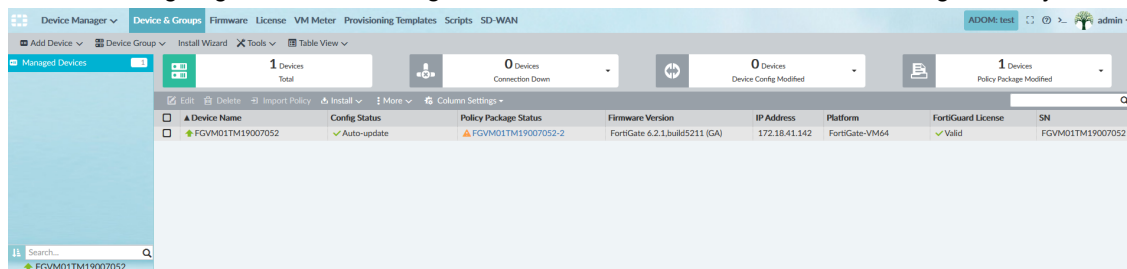 Device Manager Device & Groups Firmware License VM Meter Provisioning Templates Scripts SD-WAN ADOM: test admin
Add Device Device Group Install Wizard Tools Table View
Managed Devices 1
1 Devices
Total
0 Devices
Connection Down
0 Devices
Device Config Modified
1 Devices
Policy Package Modified
Edit Delete Import Policy Install More Column Settings
Device Name Config Status Policy Package Status Firmware Version IP Address Platform FortiGuard License SN
FGVM01TM19007052 Auto-update FGVM01TM19007052-2 FortiGate 6.2.1,build5211 (GA) 172.18.41.142 FortiGate-VM64 Valid FGVM01TM19007052
Search...
FGVM01TM19007052